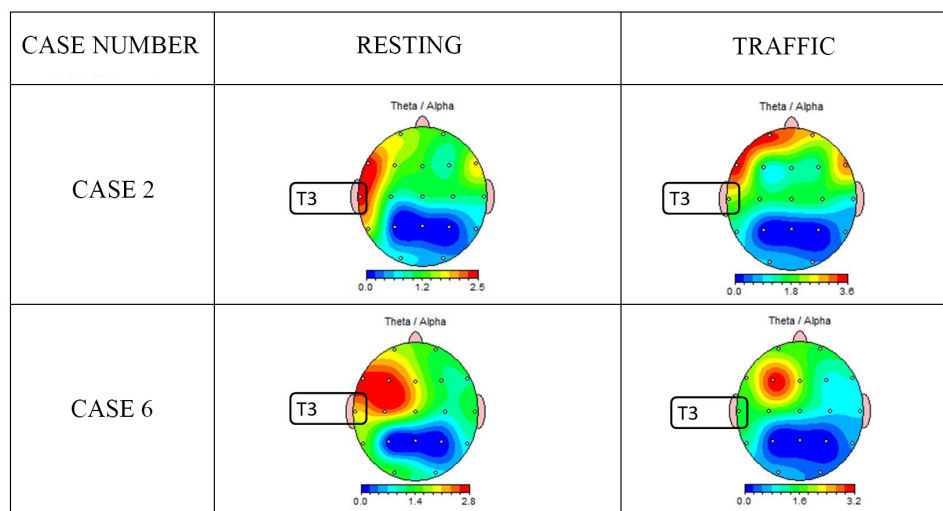 CASE NUMBER RESTING TRAFFIC
Theta / Alpha Theta / Alpha
CASE 2 T3 T3
0.0 1.2 2.5 0.0 1.8 3.6
Theta / Alpha Theta / Alpha
CASE 6 T3 T3
0.0 1.4 2.8 0.0 1.6 3.2